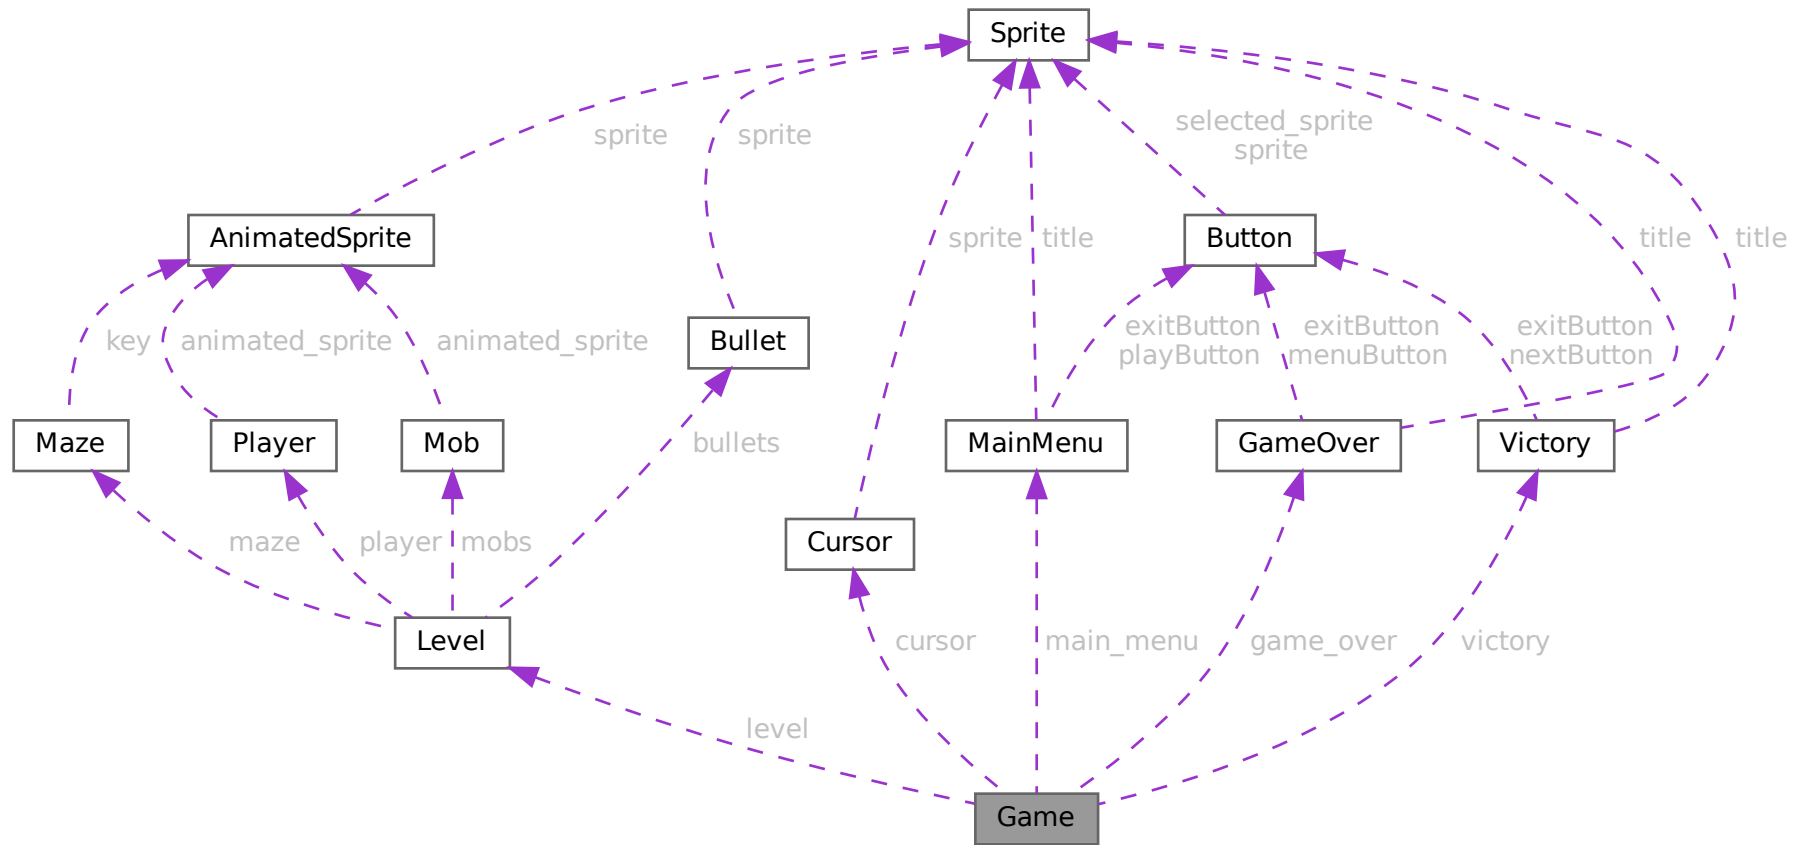 Sprite
selected_sprite
sprite
sprite
sprite
AnimatedSprite
sprite
title
Button
title
title
key
animated_sprite
animated_sprite
Bullet
exitButton
playButton
exitButton
menuButton
exitButton
nextButton
Maze
Player
Mob
bullets
MainMenu
GameOver
Victory
maze
player
mobs
Cursor
Level
cursor
main_menu
game_over
victory
level
Game